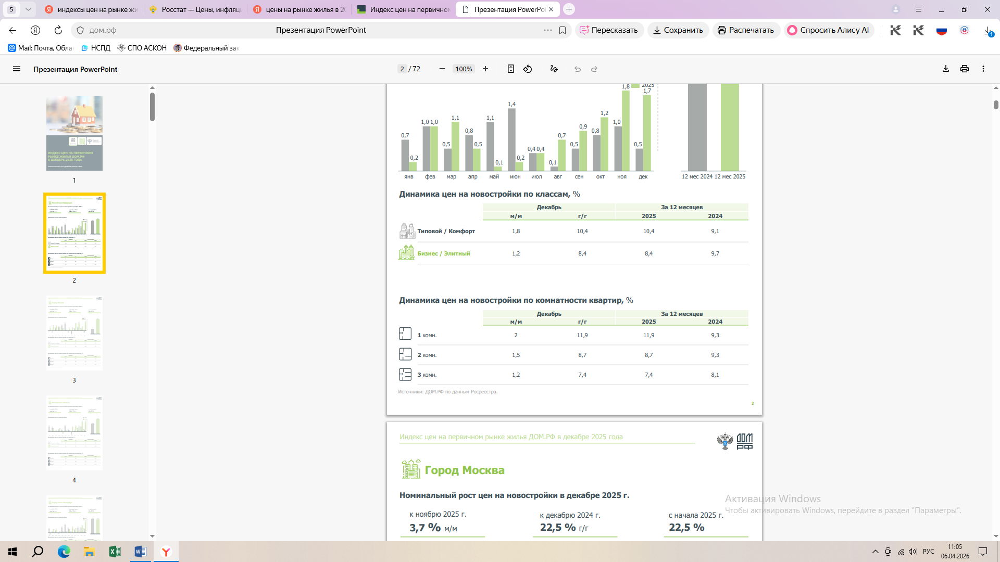 5
индексы цен на рынке жи
Росстат — Цены, инфляц
цены на рынке жилья в 20
Индекс цен на первичном
Презентация PowerPo
дом.рф
Презентация PowerPoint
Пересказать
Сохранить
Распечатать
Спросить Алису AI
1
Mail: Почта, Обла
НСПД
СПО АСКОН
Федеральный зак
Презентация PowerPoint
2 / 72
100%
ИНДЕКС ЦЕН НА ПЕРВИЧНОМ
РЫНКЕ ЖИЛЬЯ ДОМ.РФ
В ДЕКАБРЕ 2025 ГОДА
1
2
3
4
2025
0,7 0,2 1,0 1,0 0,5 1,1 0,8 0,5 1,1 0,1 1,4 0,2 0,4 0,4 0,1 0,7 0,5 0,9 0,8 1,2 1,0 1,8 0,5 1,7
янв фев мар апр май июн июл авг сен окт ноя дек
12 мес 2024 12 мес 2025
Динамика цен на новостройки по классам, %
Декабрь За 12 месяцев
м/м г/г 2025 2024
Типовой / Комфорт 1,8 10,4 10,4 9,1
Бизнес / Элитный 1,2 8,4 8,4 9,7
Динамика цен на новостройки по комнатности квартир, %
Декабрь За 12 месяцев
м/м г/г 2025 2024
1 комн. 2 11,9 11,9 9,3
2 комн. 1,5 8,7 8,7 9,3
3 комн. 1,2 7,4 7,4 8,1
Источники: ДОМ.РФ по данным Росреестра.
2
Индекс цен на первичном рынке жилья ДОМ.РФ в декабре 2025 года
ДОМ
РФ
Город Москва
Номинальный рост цен на новостройки в декабре 2025 г.
к ноябрю 2025 г. к декабрю 2024 г. с начала 2025 г.
3,7 % м/м 22,5 % г/г 22,5 %
Активация Windows
Чтобы активировать Windows, перейдите в раздел "Параметры".
РУС
11:05
06.04.2026